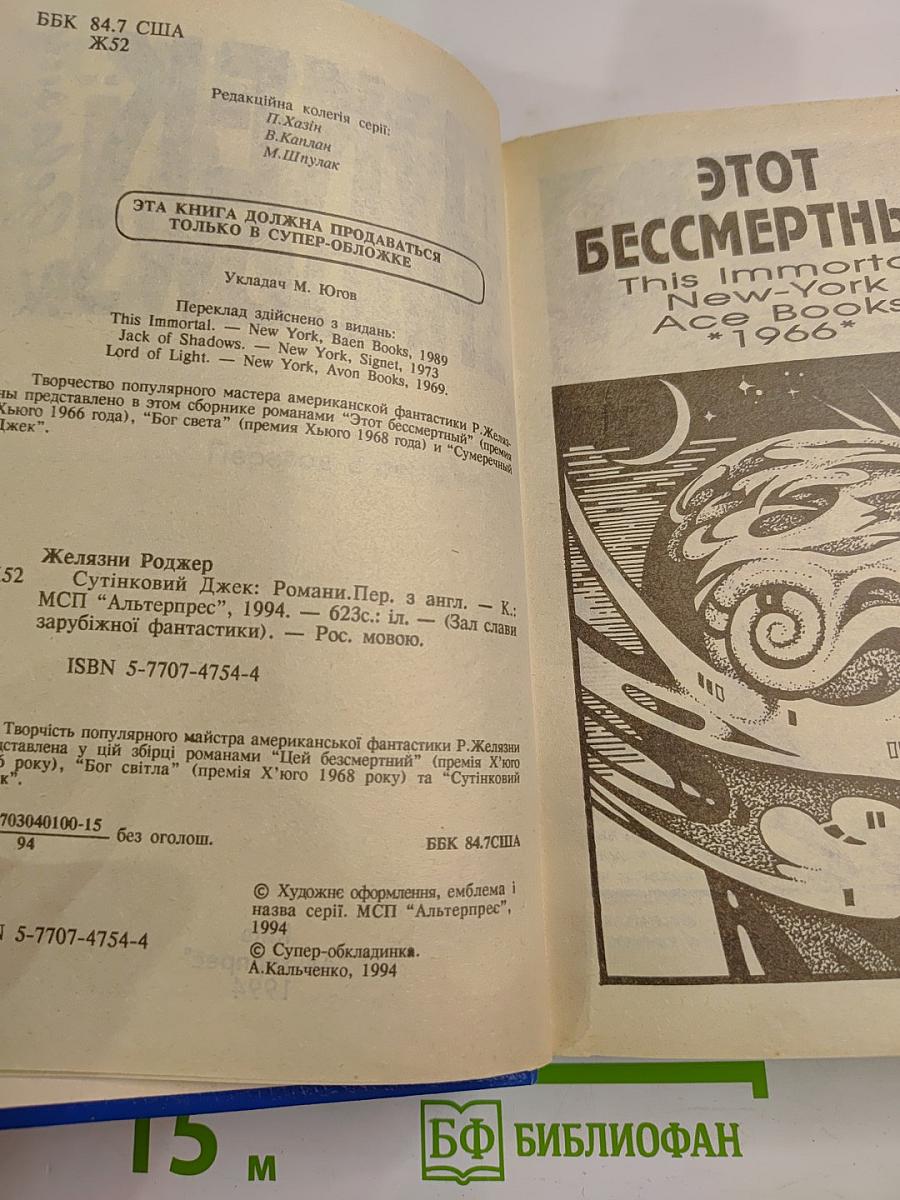 ББК 84.7 США
Ж52
Редакційна колегія серії:
П.Хазін
В.Каплан
М.Шпулак
ЭТА КНИГА ДОЛЖНА ПРОДАВАТЬСЯ
ТОЛЬКО В СУПЕР-ОБЛОЖКЕ
Укладач М. Югов
Переклад здійснено з видань:
This Immortal. — New York, Baen Books, 1989
Jack of Shadows. — New York, Signet, 1973
Lord of Light. — New York, Avon Books, 1969.
Творчество популярного мастера американской фантастики Р.Желяз-
ны представлено в этом сборнике романами “Этот бессмертный” (премия
Хьюго 1966 года), “Бог света” (премия Хьюго 1968 года) и “Сумеречный
Джек”.
Желязни Роджер
Ж52 Сутінковий Джек: Романи.Пер. з англ. — К.:
МСП “Альтерпрес”, 1994. — 623с.: іл. — (Зал слави
зарубіжної фантастики). — Рос. мовою.
ISBN 5-7707-4754-4
Творчість популярного майстра американської фантастики Р.Желязни
дставлена у цій збірці романами “Цей безсмертний” (премія Х’юго
6 року), “Бог світла” (премія Х’юго 1968 року) та “Сутінковий
к”.
703040100-15
94
без оголош.
ББК 84.7США
© Художнє оформлення, емблема і
назва серії. МСП “Альтерпрес”,
1994
N 5-7707-4754-4
© Супер-обкладинка.
А.Кальченко, 1994
ЭТОТ
БЕССМЕРТНЫ
This Immorta
New-York
Ace Books
*1966*
15 м
БФ БИБЛИОФАН